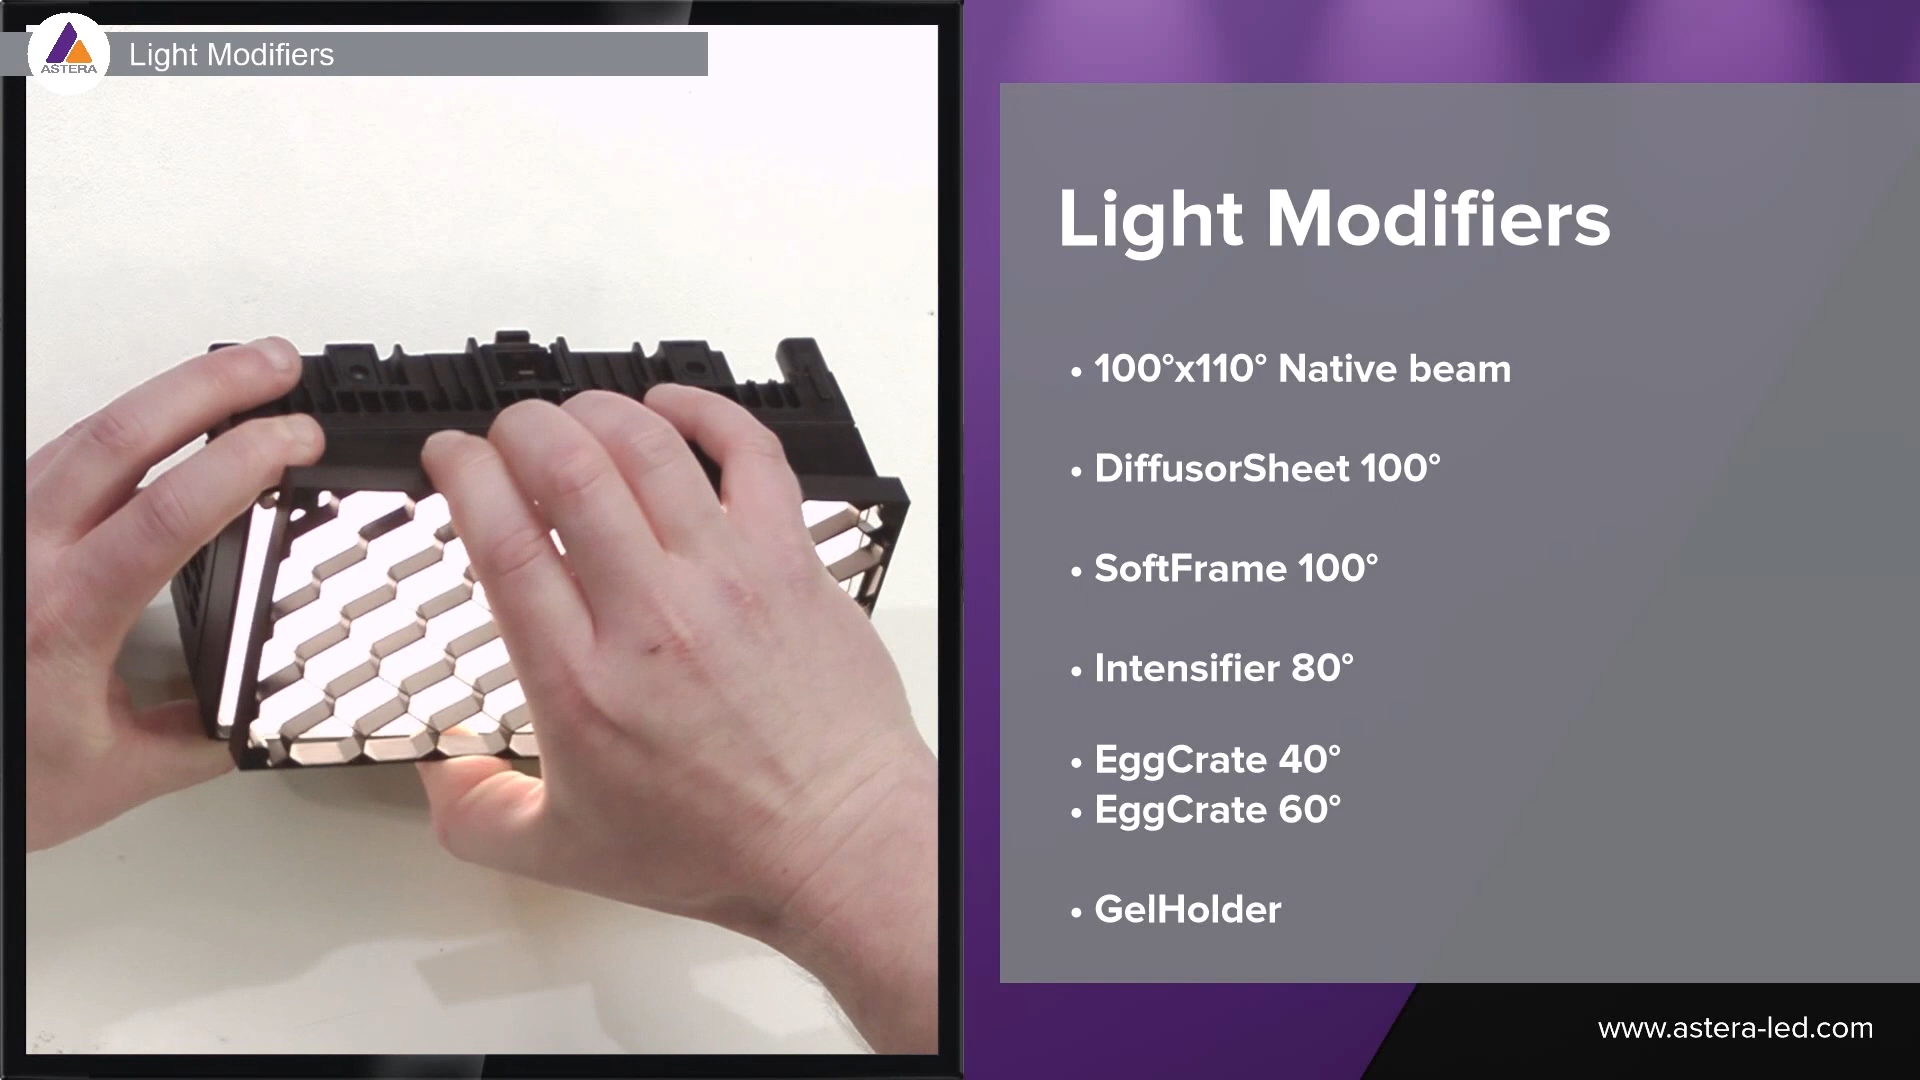 ASTERA
Light Modifiers
Light Modifiers
• 100°x110° Native beam
• DiffusorSheet 100°
• SoftFrame 100°
• Intensifier 80°
• EggCrate 40°
• EggCrate 60°
• GelHolder
www.astera-led.com